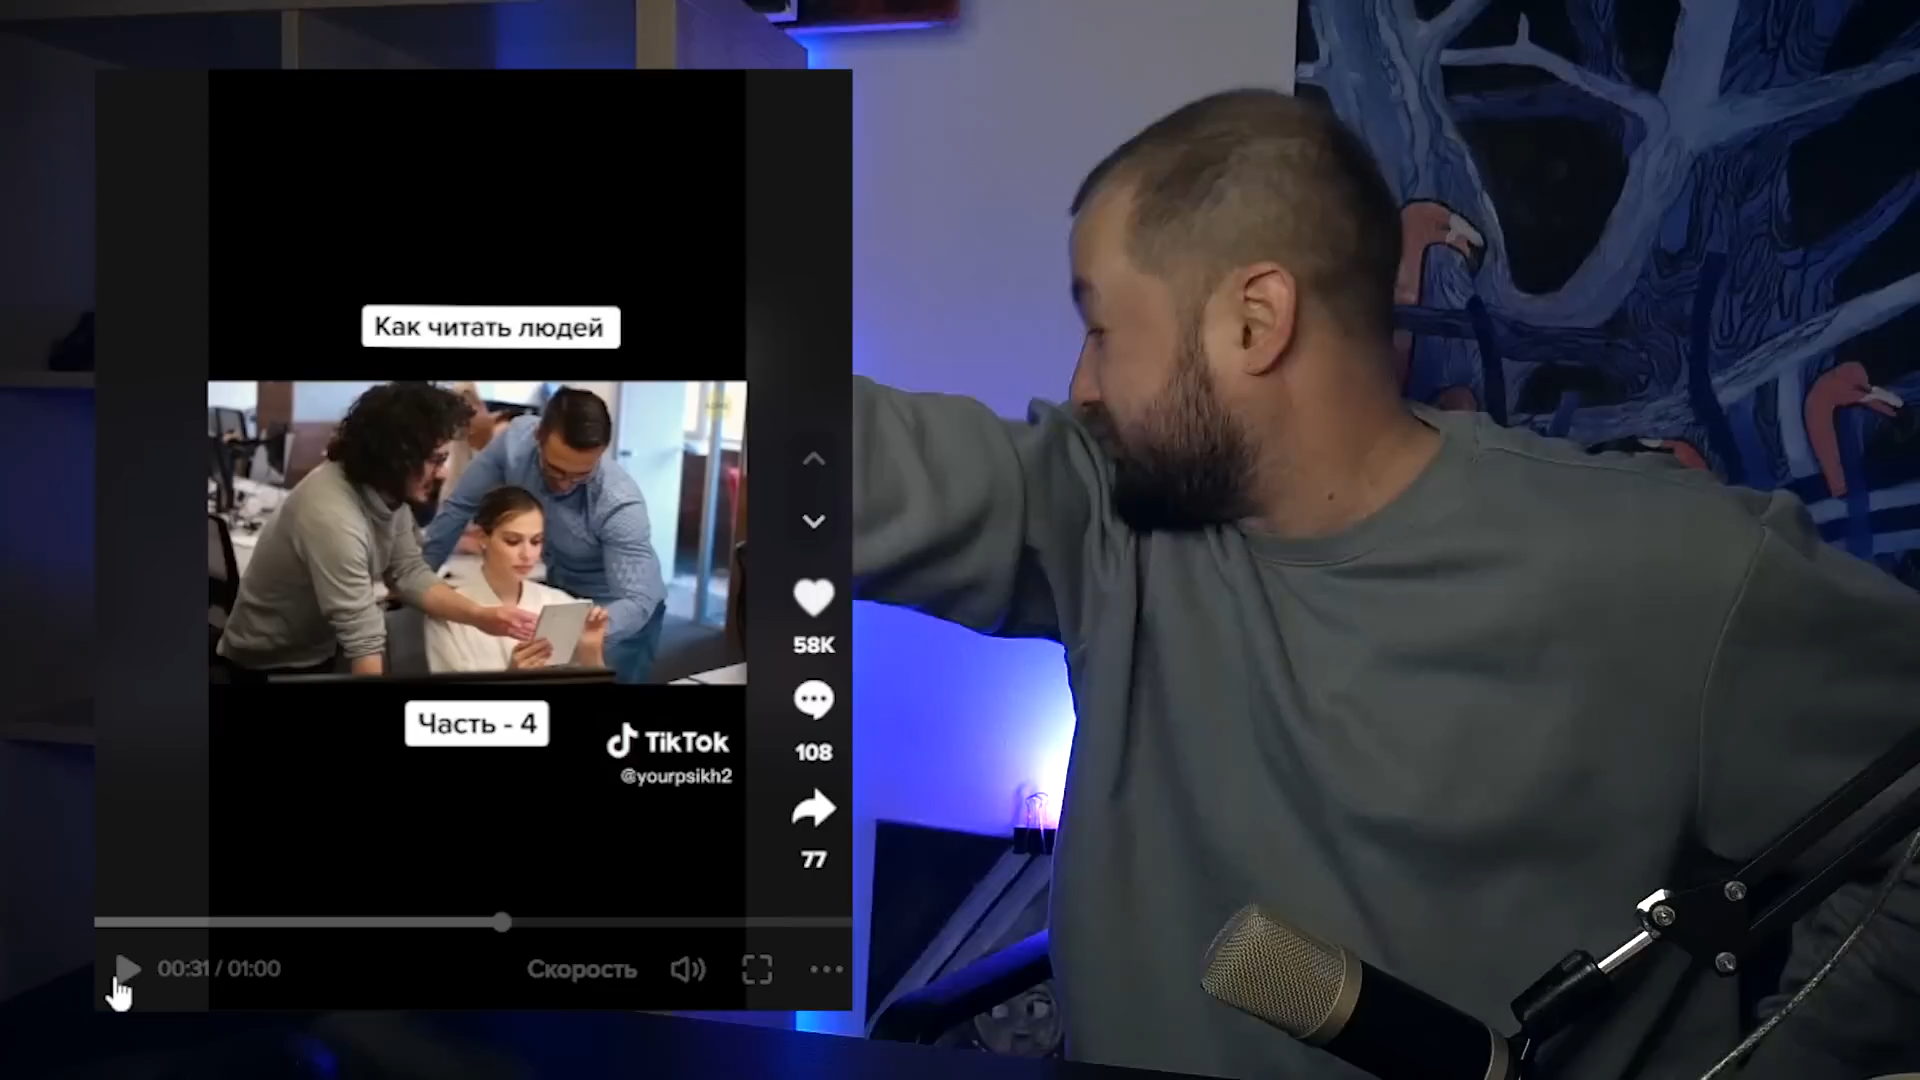 Как читать людей
Часть - 4
TikTok
@yourpsikh2
58K
108
77
00:31 / 01:00
Скорость